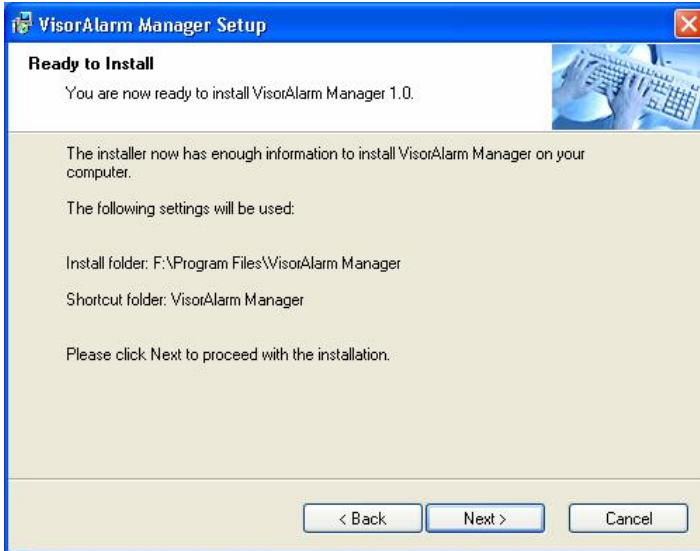 VisorAlarm Manager Setup
Ready to Install
You are now ready to install VisorAlarm Manager 1.0.
The installer now has enough information to install VisorAlarm Manager on your
computer.
The following settings will be used:
Install folder: F:\Program Files\VisorAlarm Manager
Shortcut folder: VisorAlarm Manager
Please click Next to proceed with the installation.
< Back
Next >
Cancel